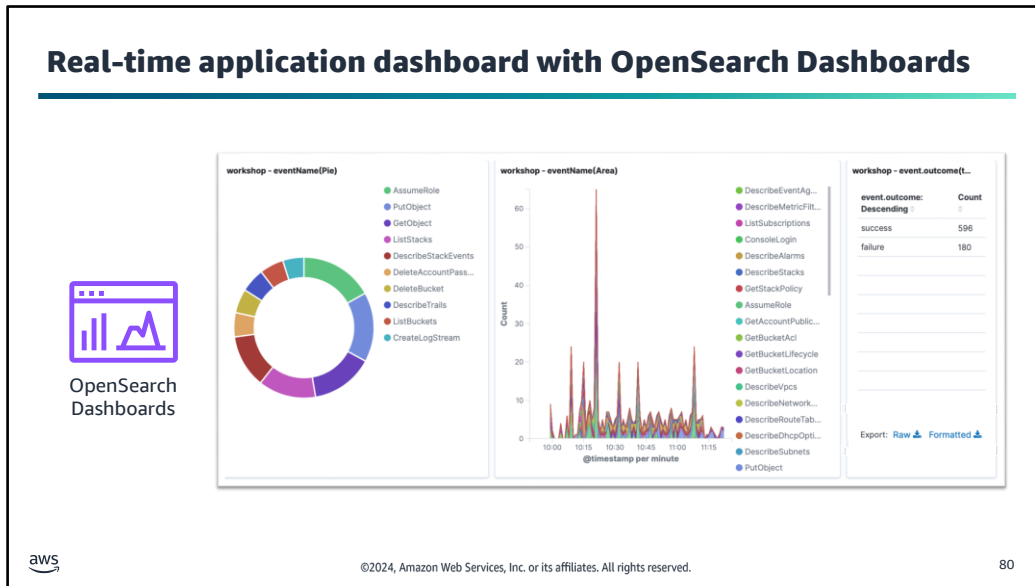 Real-time application dashboard with OpenSearch Dashboards
OpenSearch
Dashboards
workshop - eventName(Pie)
AssumeRole
PutObject
GetObject
ListStacks
DescribeStackEvents
DeleteAccountPass...
DeleteBucket
DescribeTrails
ListBuckets
CreateLogStream
workshop - eventName(Area)
Count
60
50
40
30
20
10
0
10:00 10:15 10:30 10:45 11:00 11:15
@timestamp per minute
DescribeEventAg...
DescribeMetricFilt...
ListSubscriptions
ConsoleLogin
DescribeAlarms
DescribeStacks
GetStackPolicy
AssumeRole
GetAccountPublic...
GetBucketAcl
GetBucketLifecycle
GetBucketLocation
DescribeVpcs
DescribeNetwork...
DescribeRouteTab...
DescribeDhcpOpti...
DescribeSubnets
PutObject
workshop - event.outcome(t...
event.outcome: Count
Descending
success 596
failure 180
Export: Raw Formatted
aws
©2024, Amazon Web Services, Inc. or its affiliates. All rights reserved.
80